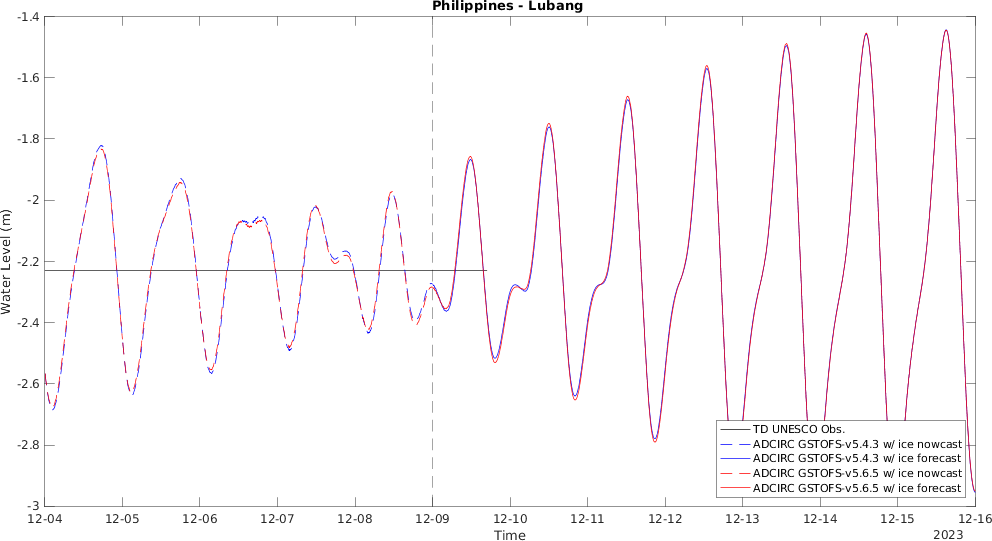 Philippines - Lubang
Water Level (m)
-1.4
-1.6
-1.8
-2
-2.2
-2.4
-2.6
-2.8
-3
TD UNESCO Obs.
ADCIRC GSTOFS-v5.4.3 w/ ice nowcast
ADCIRC GSTOFS-v5.4.3 w/ ice forecast
ADCIRC GSTOFS-v5.6.5 w/ ice nowcast
ADCIRC GSTOFS-v5.6.5 w/ ice forecast
12-04 12-05 12-06 12-07 12-08 12-09 12-10 12-11 12-12 12-13 12-14 12-15 12-16
Time
2023